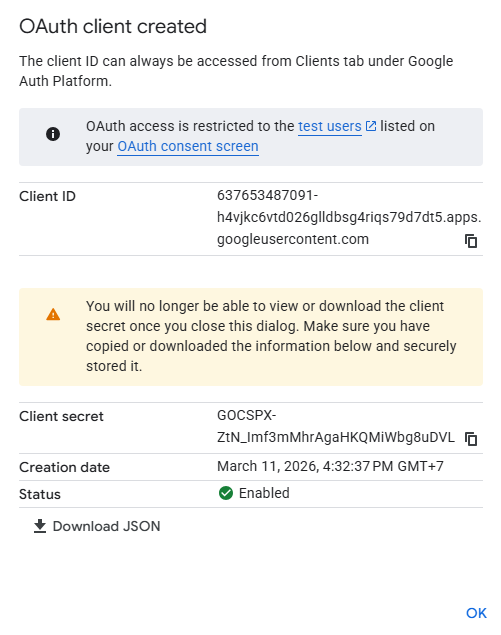 OAuth client created
The client ID can always be accessed from Clients tab under Google
Auth Platform.
OAuth access is restricted to the test users listed on
your OAuth consent screen
Client ID
637653487091-
h4vjkc6vtd026glldbsg4riqs79d7dt5.apps.
googleusercontent.com
You will no longer be able to view or download the client
secret once you close this dialog. Make sure you have
copied or downloaded the information below and securely
stored it.
Client secret
GOCSPX-
ZtN_Imf3mMhrAgaHKQMiWbg8uDVL
Creation date
March 11, 2026, 4:32:37 PM GMT+7
Status
Enabled
Download JSON
OK